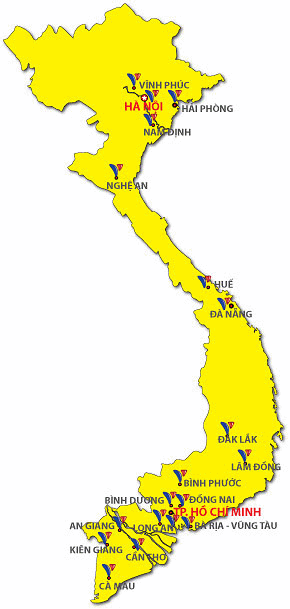 VĨNH PHÚC
HÀ NỘI
HẢI PHÒNG
NAM ĐỊNH
NGHỆ AN
HUẾ
ĐÀ NẴNG
ĐĂK LĂK
LÂM ĐỒNG
BÌNH PHƯỚC
BÌNH DƯƠNG
ĐỒNG NAI
TP. HỒ CHÍ MINH
AN GIANG
LONG AN
BÀ RỊA - VŨNG TÀU
KIÊN GIANG
CẦN THƠ
CÀ MAU